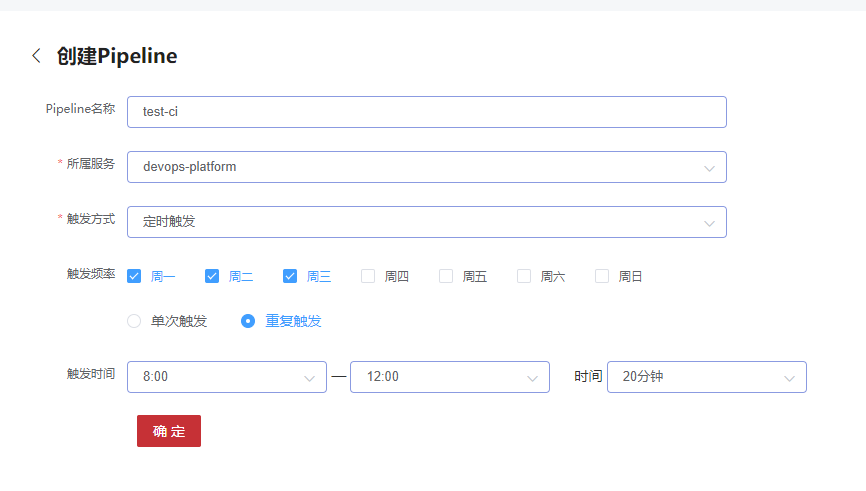 创建Pipeline
Pipeline名称 test-ci
* 所属服务 devops-platform
* 触发方式 定时触发
触发频率 周一 周二 周三 周四 周五 周六 周日
单次触发 重复触发
触发时间 8:00 — 12:00 时间 20分钟
确 定